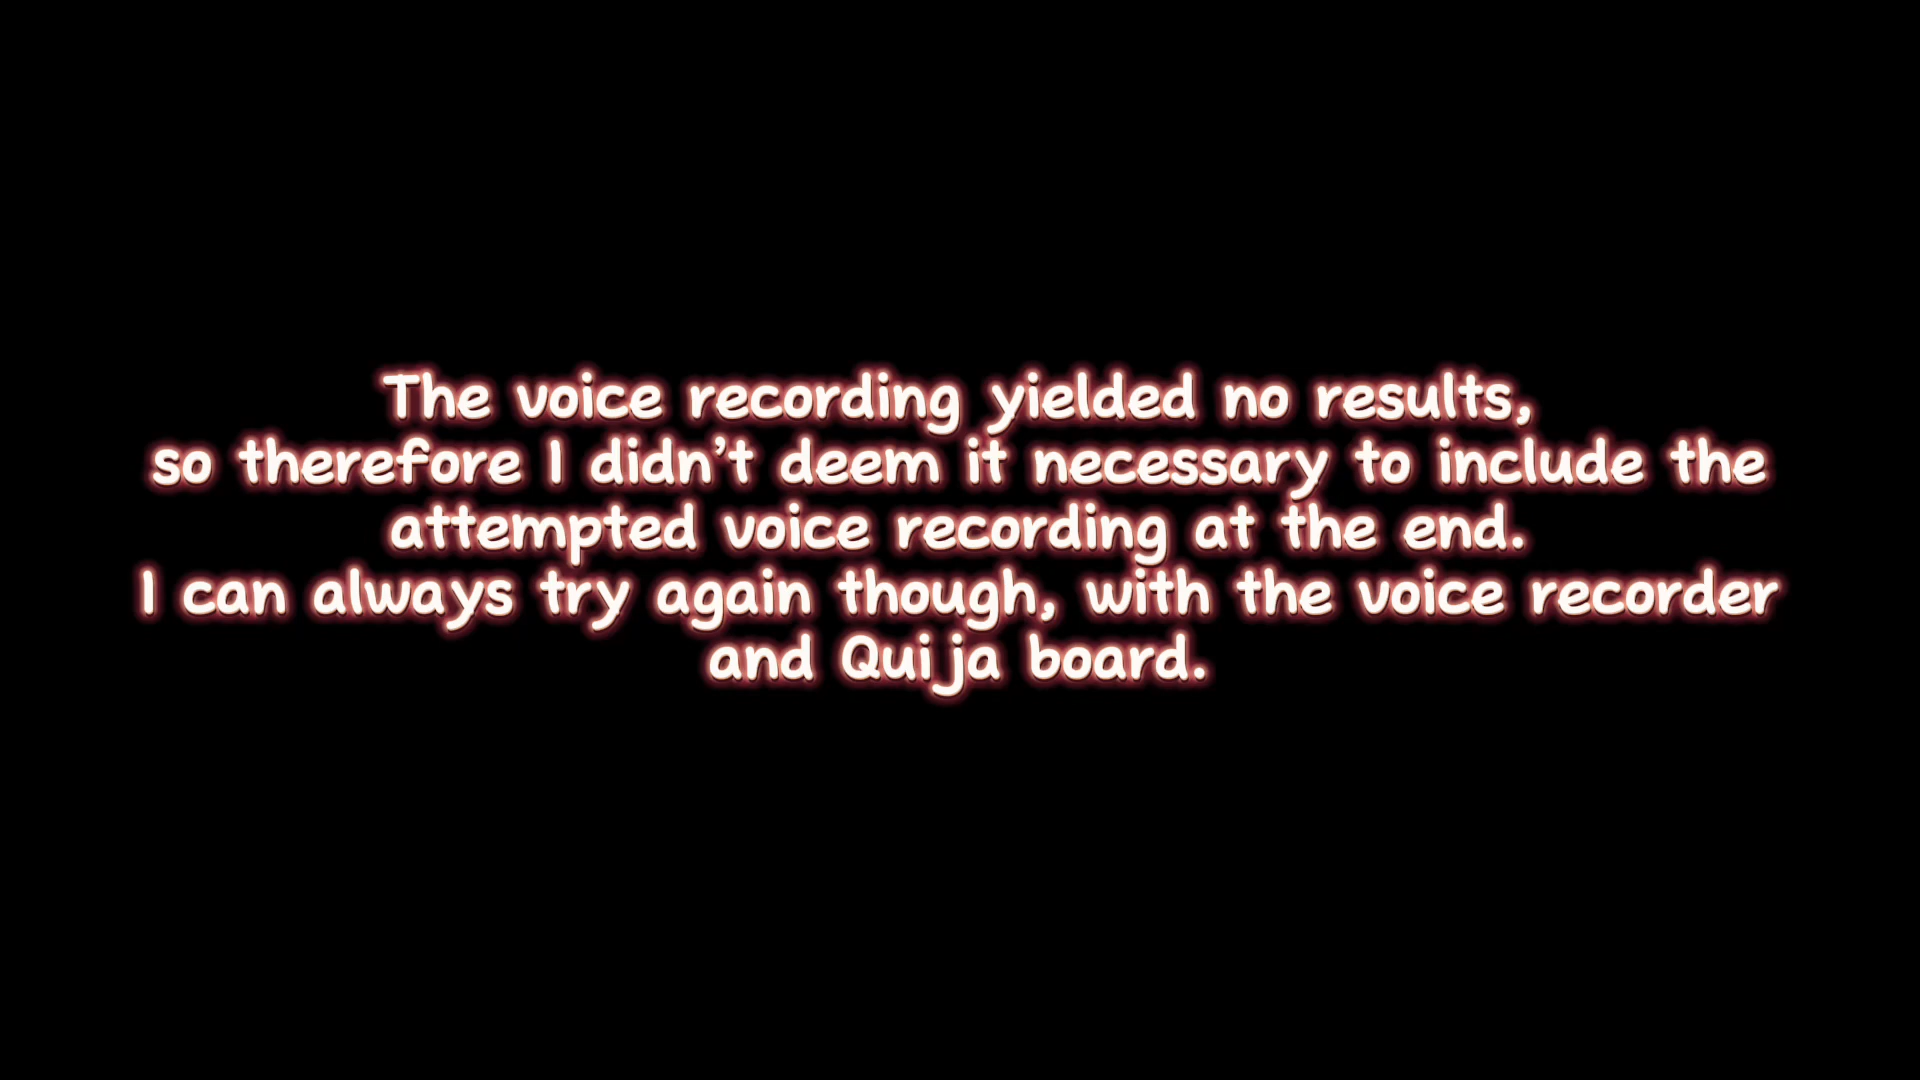 The voice recording yielded no results,
so therefore I didn’t deem it necessary to include the
attempted voice recording at the end.
I can always try again though, with the voice recorder
and Quija board.